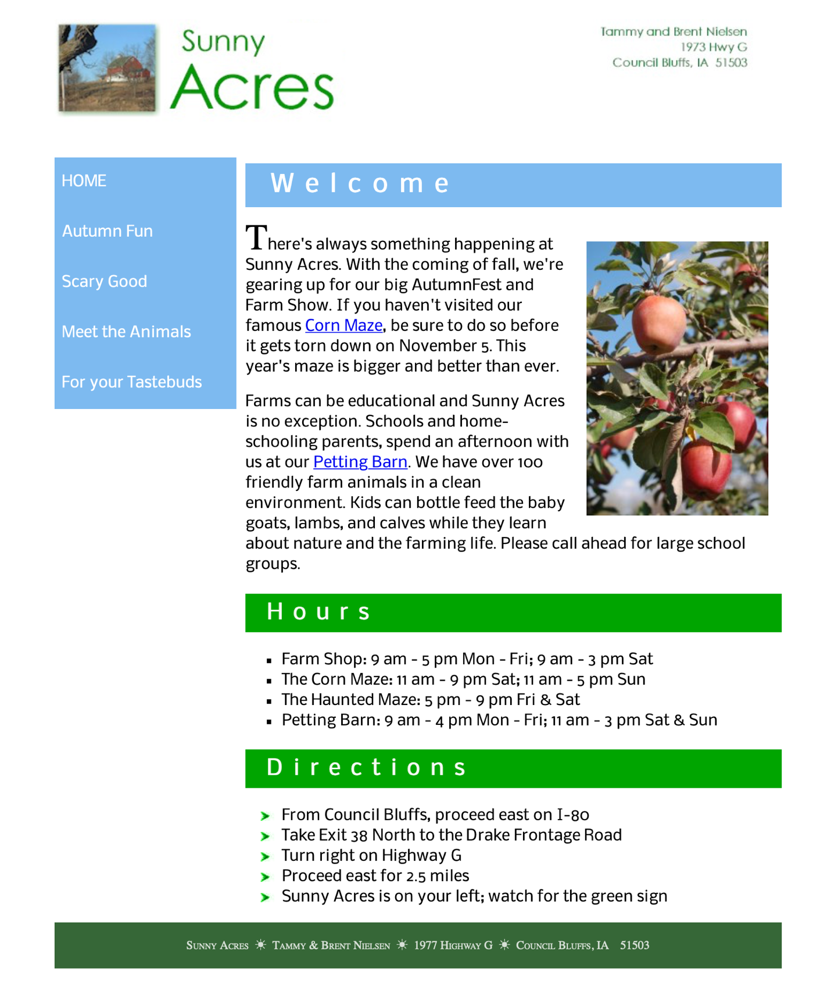 Sunny
Acres
Tammy and Brent Nielsen
1973 Hwy G
Council Bluffs, IA 51503
HOME
Autumn Fun
Scary Good
Meet the Animals
For your Tastebuds
Welcome
There's always something happening at
Sunny Acres. With the coming of fall, we're
gearing up for our big AutumnFest and
Farm Show. If you haven't visited our
famous Corn Maze, be sure to do so before
it gets torn down on November 5. This
year's maze is bigger and better than ever.
Farms can be educational and Sunny Acres
is no exception. Schools and home-
schooling parents, spend an afternoon with
us at our Petting Barn. We have over 100
friendly farm animals in a clean
environment. Kids can bottle feed the baby
goats, lambs, and calves while they learn
about nature and the farming life. Please call ahead for large school
groups.
Hours
▪ Farm Shop: 9 am - 5 pm Mon - Fri; 9 am - 3 pm Sat
▪ The Corn Maze: 11 am - 9 pm Sat; 11 am - 5 pm Sun
▪ The Haunted Maze: 5 pm - 9 pm Fri & Sat
▪ Petting Barn: 9 am - 4 pm Mon - Fri; 11 am - 3 pm Sat & Sun
Directions
➤ From Council Bluffs, proceed east on I-80
➤ Take Exit 38 North to the Drake Frontage Road
➤ Turn right on Highway G
➤ Proceed east for 2.5 miles
➤ Sunny Acres is on your left; watch for the green sign
Sunny Acres ☀ Tammy & Brent Nielsen ☀ 1977 Highway G ☀ Council Bluffs, IA 51503